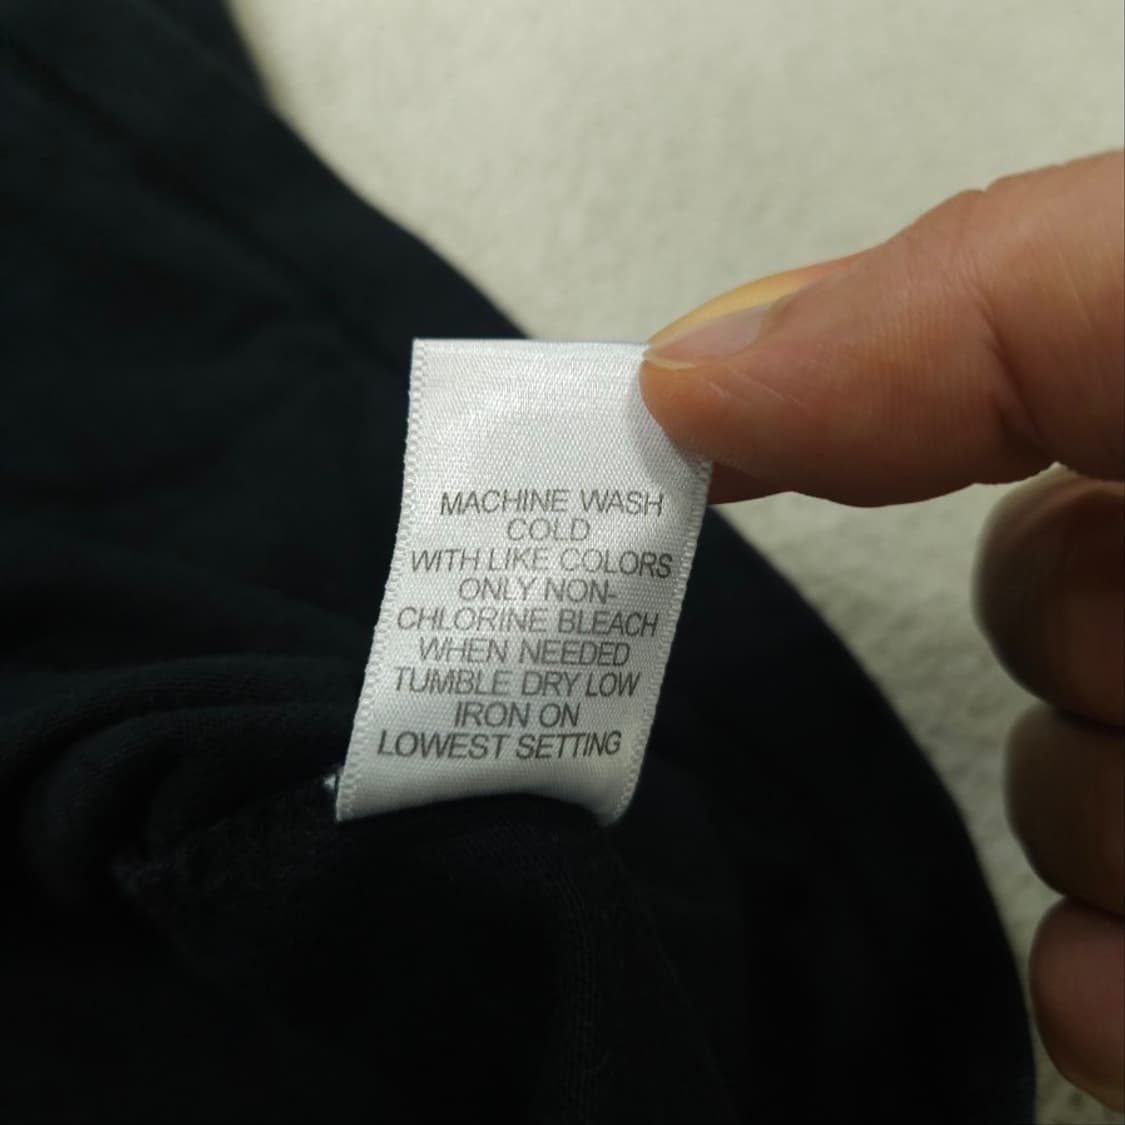 MACHINE WASH
COLD
WITH LIKE COLORS
ONLY NON-
CHLORINE BLEACH
WHEN NEEDED
TUMBLE DRY LOW
IRON ON
LOWEST SETTING